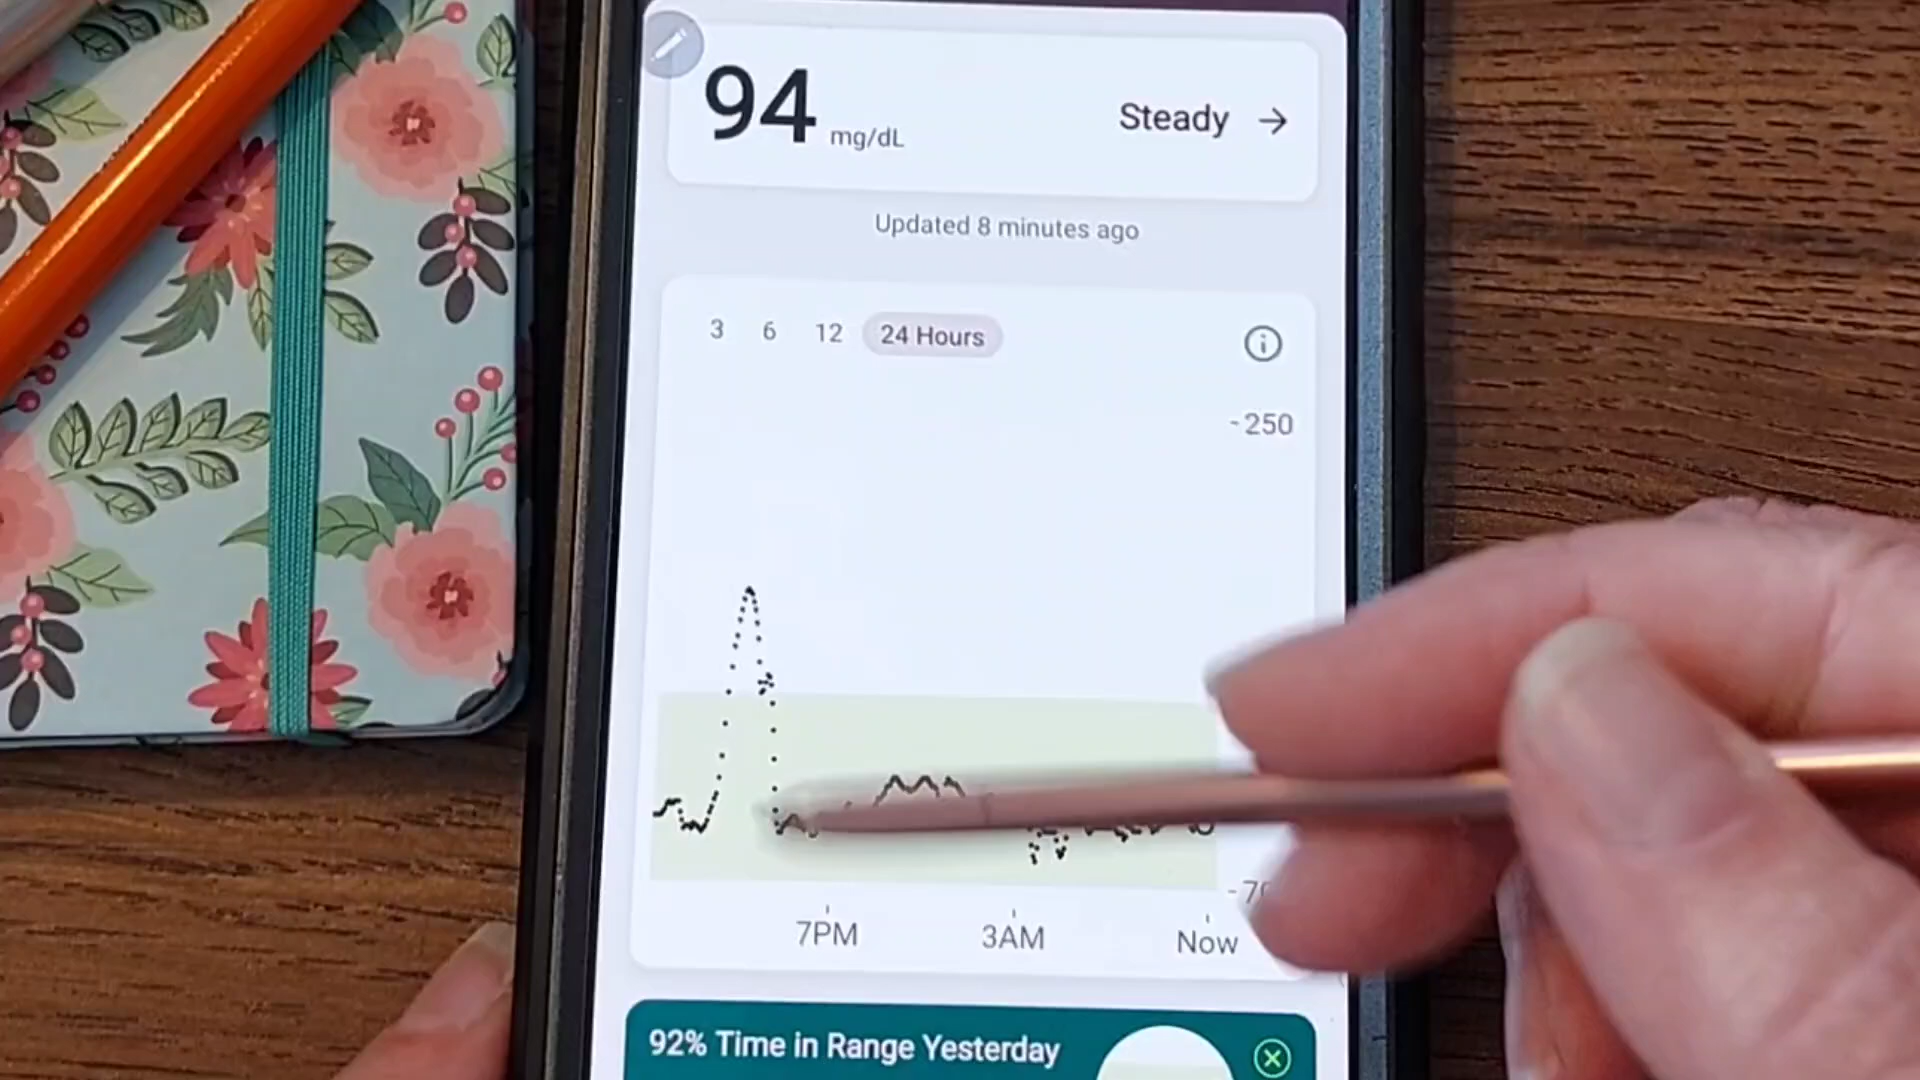 94 mg/dL Steady →
Updated 8 minutes ago
3 6 12 24 Hours
-250
7PM 3AM Now
92% Time in Range Yesterday